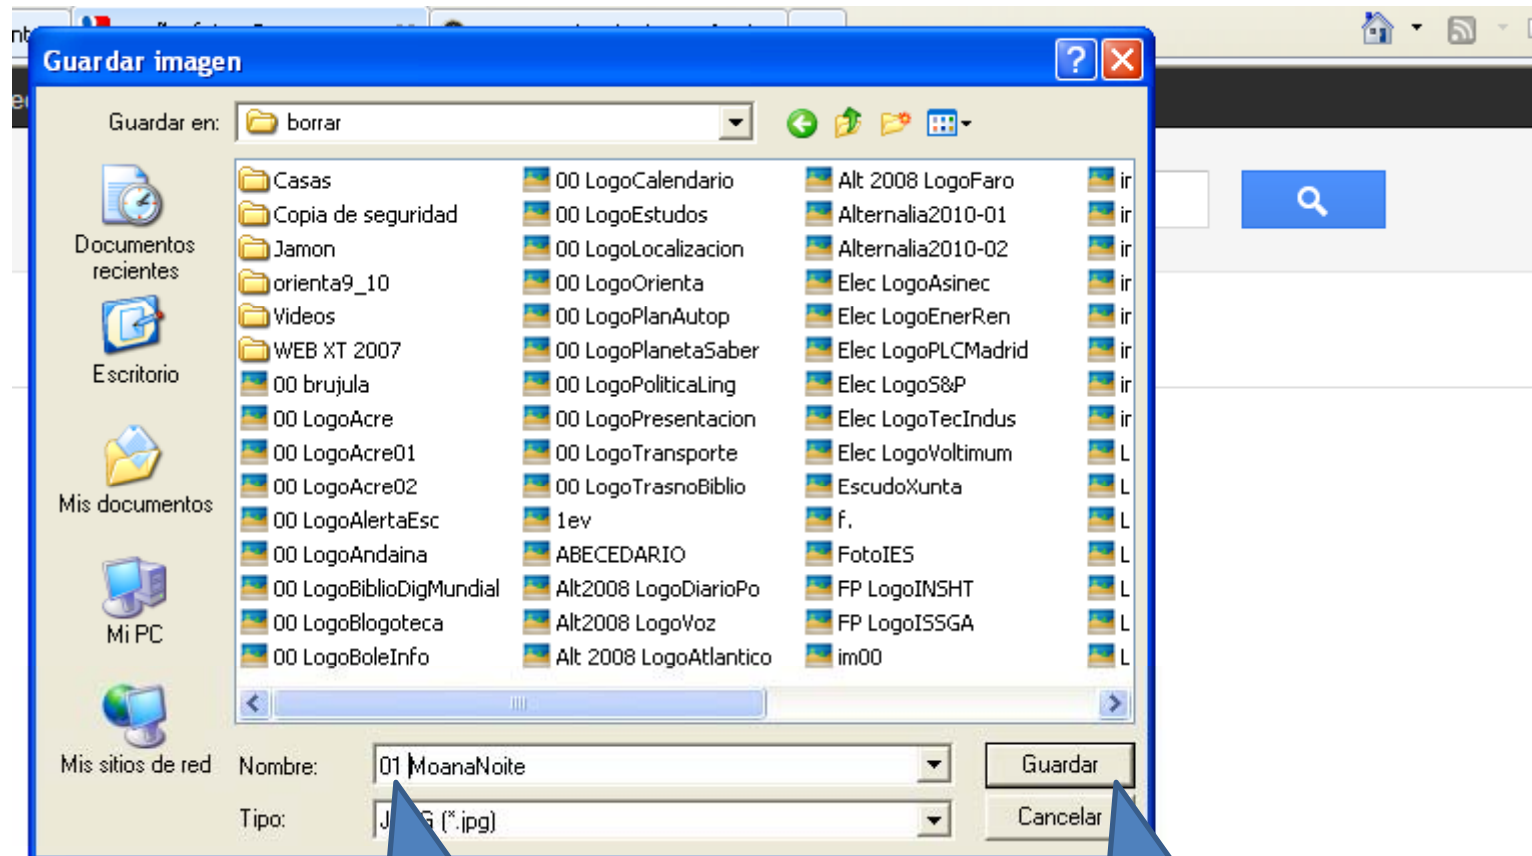 Guardar imagen
Guardar en:
borrar
Documentos
recientes
Escritorio
Mis documentos
Mi PC
Mis sitios de red
Casas
Copia de seguridad
Jamon
orienta9_10
Videos
WEB XT 2007
00 brujula
00 LogoAcre
00 LogoAcre01
00 LogoAcre02
00 LogoAlertaEsc
00 LogoAndaina
00 LogoBiblioDigMundial
00 LogoBlogoteca
00 LogoBoleInfo
00 LogoCalendario
00 LogoEstudos
00 LogoLocalizacion
00 LogoOrienta
00 LogoPlanAutop
00 LogoPlanetaSaber
00 LogoPoliticaLing
00 LogoPresentacion
00 LogoTransporte
00 LogoTrasnoBiblio
1ev
ABECEDARIO
Alt2008 LogoDiarioPo
Alt2008 LogoVoz
Alt 2008 LogoAtlantico
Alt 2008 LogoFaro
Alternalia2010-01
Alternalia2010-02
Elec LogoAsinec
Elec LogoEnerRen
Elec LogoPLCMadrid
Elec LogoS&P
Elec LogoTecIndus
Elec LogoVoltimum
EscudoXunta
f.
FotoIES
FP LogoINSHT
FP LogoISSGA
im00
Nombre:
01 MoanaNoite
Guardar
Tipo:
(*.jpg)
Cancelar